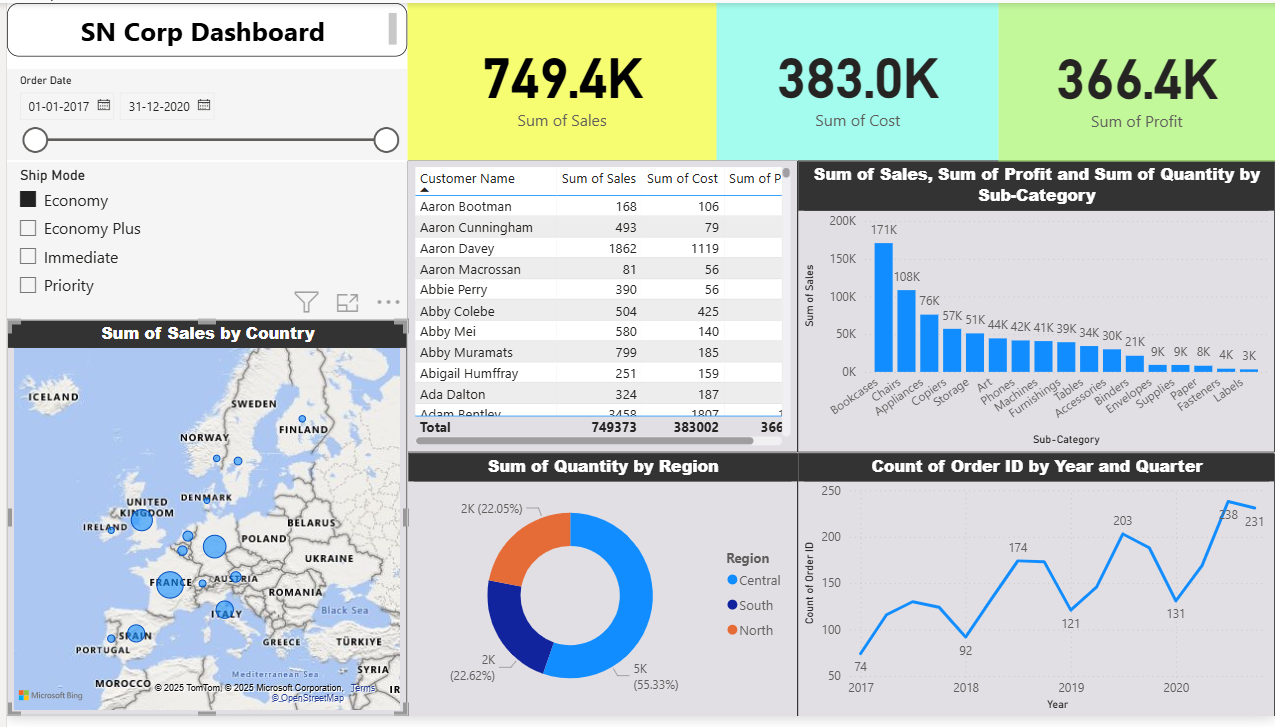 SN Corp Dashboard
Order Date
01-01-2017
31-12-2020
Ship Mode
Economy
Economy Plus
Immediate
Priority
749.4K
Sum of Sales
383.0K
Sum of Cost
366.4K
Sum of Profit
Customer Name Sum of Sales Sum of Cost Sum of P
Aaron Bootman 168 106
Aaron Cunningham 493 79
Aaron Davey 1862 1119
Aaron Macrossan 81 56
Abbie Perry 390 56
Abby Colebe 504 425
Abby Mei 580 140
Abby Muramats 799 185
Abigail Humffray 251 159
Ada Dalton 324 187
Adam Bentley 3458 1807 1
Total 749373 383002 366
Sum of Sales, Sum of Profit and Sum of Quantity by
Sub-Category
Sum of Sales
200K
150K
100K
50K
0K
171K
108K
76K
57K
51K
44K
42K
41K
39K
34K
30K
21K
9K
9K
8K
4K
3K
Bookcases
Chairs
Appliances
Copiers
Storage
Art
Phones
Machines
Furnishings
Tables
Accessories
Binders
Envelopes
Supplies
Paper
Fasteners
Labels
Sub-Category
Sum of Sales by Country
ICELAND
SWEDEN
FINLAND
NORWAY
UNITED
KINGDOM
DENMARK
IRELAND
BELARUS
POLAND
UKRAINE
FRANCE
AUSTRIA
ROMANIA
ITALY
Black Sea
SPAIN
PORTUGAL
GREECE
TÜRKIYE
Mediterranean Sea
SYRIA
MOROCCO
IR
Microsoft Bing
© 2025 TomTom, © 2025 Microsoft Corporation, Terms
© OpenStreetMap
Sum of Quantity by Region
2K (22.05%)
2K
(22.62%)
5K
(55.33%)
Region
Central
South
North
Count of Order ID by Year and Quarter
Count of Order ID
250
200
150
100
50
74
92
174
121
203
131
238
231
2017
2018
2019
2020
Year